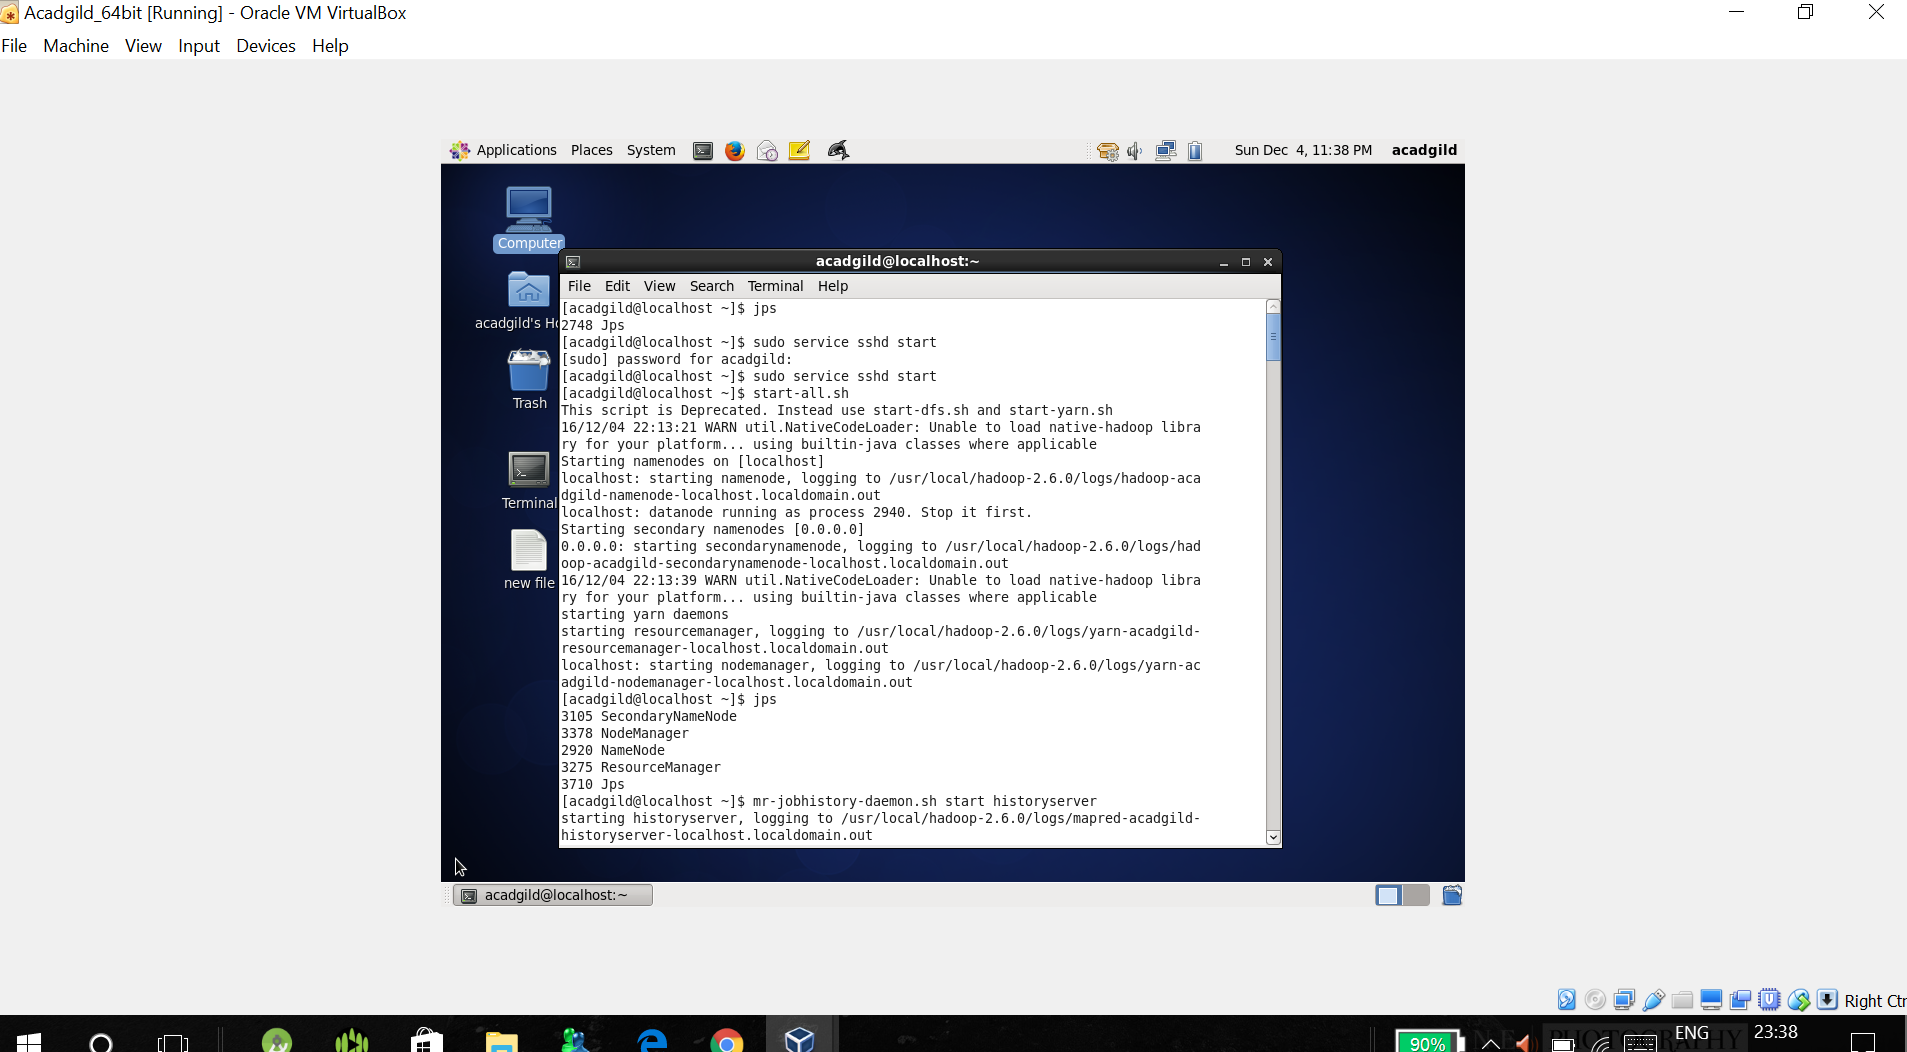 Acadgild_64bit [Running] - Oracle VM VirtualBox
File Machine View Input Devices Help
Applications Places System Sun Dec 4, 11:38 PM acadgild
Computer
acadgild@localhost:~
File Edit View Search Terminal Help
acadgild's Ho
Trash
Terminal
new file
[acadgild@localhost ~]$ jps
2748 Jps
[acadgild@localhost ~]$ sudo service sshd start
[sudo] password for acadgild:
[acadgild@localhost ~]$ sudo service sshd start
[acadgild@localhost ~]$ start-all.sh
This script is Deprecated. Instead use start-dfs.sh and start-yarn.sh
16/12/04 22:13:21 WARN util.NativeCodeLoader: Unable to load native-hadoop libra
ry for your platform... using builtin-java classes where applicable
Starting namenodes on [localhost]
localhost: starting namenode, logging to /usr/local/hadoop-2.6.0/logs/hadoop-aca
dgild-namenode-localhost.localdomain.out
localhost: datanode running as process 2940. Stop it first.
Starting secondary namenodes [0.0.0.0]
0.0.0.0: starting secondarynamenode, logging to /usr/local/hadoop-2.6.0/logs/had
oop-acadgild-secondarynamenode-localhost.localdomain.out
16/12/04 22:13:39 WARN util.NativeCodeLoader: Unable to load native-hadoop libra
ry for your platform... using builtin-java classes where applicable
starting yarn daemons
starting resourcemanager, logging to /usr/local/hadoop-2.6.0/logs/yarn-acadgild-
resourcemanager-localhost.localdomain.out
localhost: starting nodemanager, logging to /usr/local/hadoop-2.6.0/logs/yarn-ac
adgild-nodemanager-localhost.localdomain.out
[acadgild@localhost ~]$ jps
3105 SecondaryNameNode
3378 NodeManager
2920 NameNode
3275 ResourceManager
3710 Jps
[acadgild@localhost ~]$ mr-jobhistory-daemon.sh start historyserver
starting historyserver, logging to /usr/local/hadoop-2.6.0/logs/mapred-acadgild-
historyserver-localhost.localdomain.out
acadgild@localhost:~
Right Ctr
90% ENG 23:38
PHOTOGRAPHY